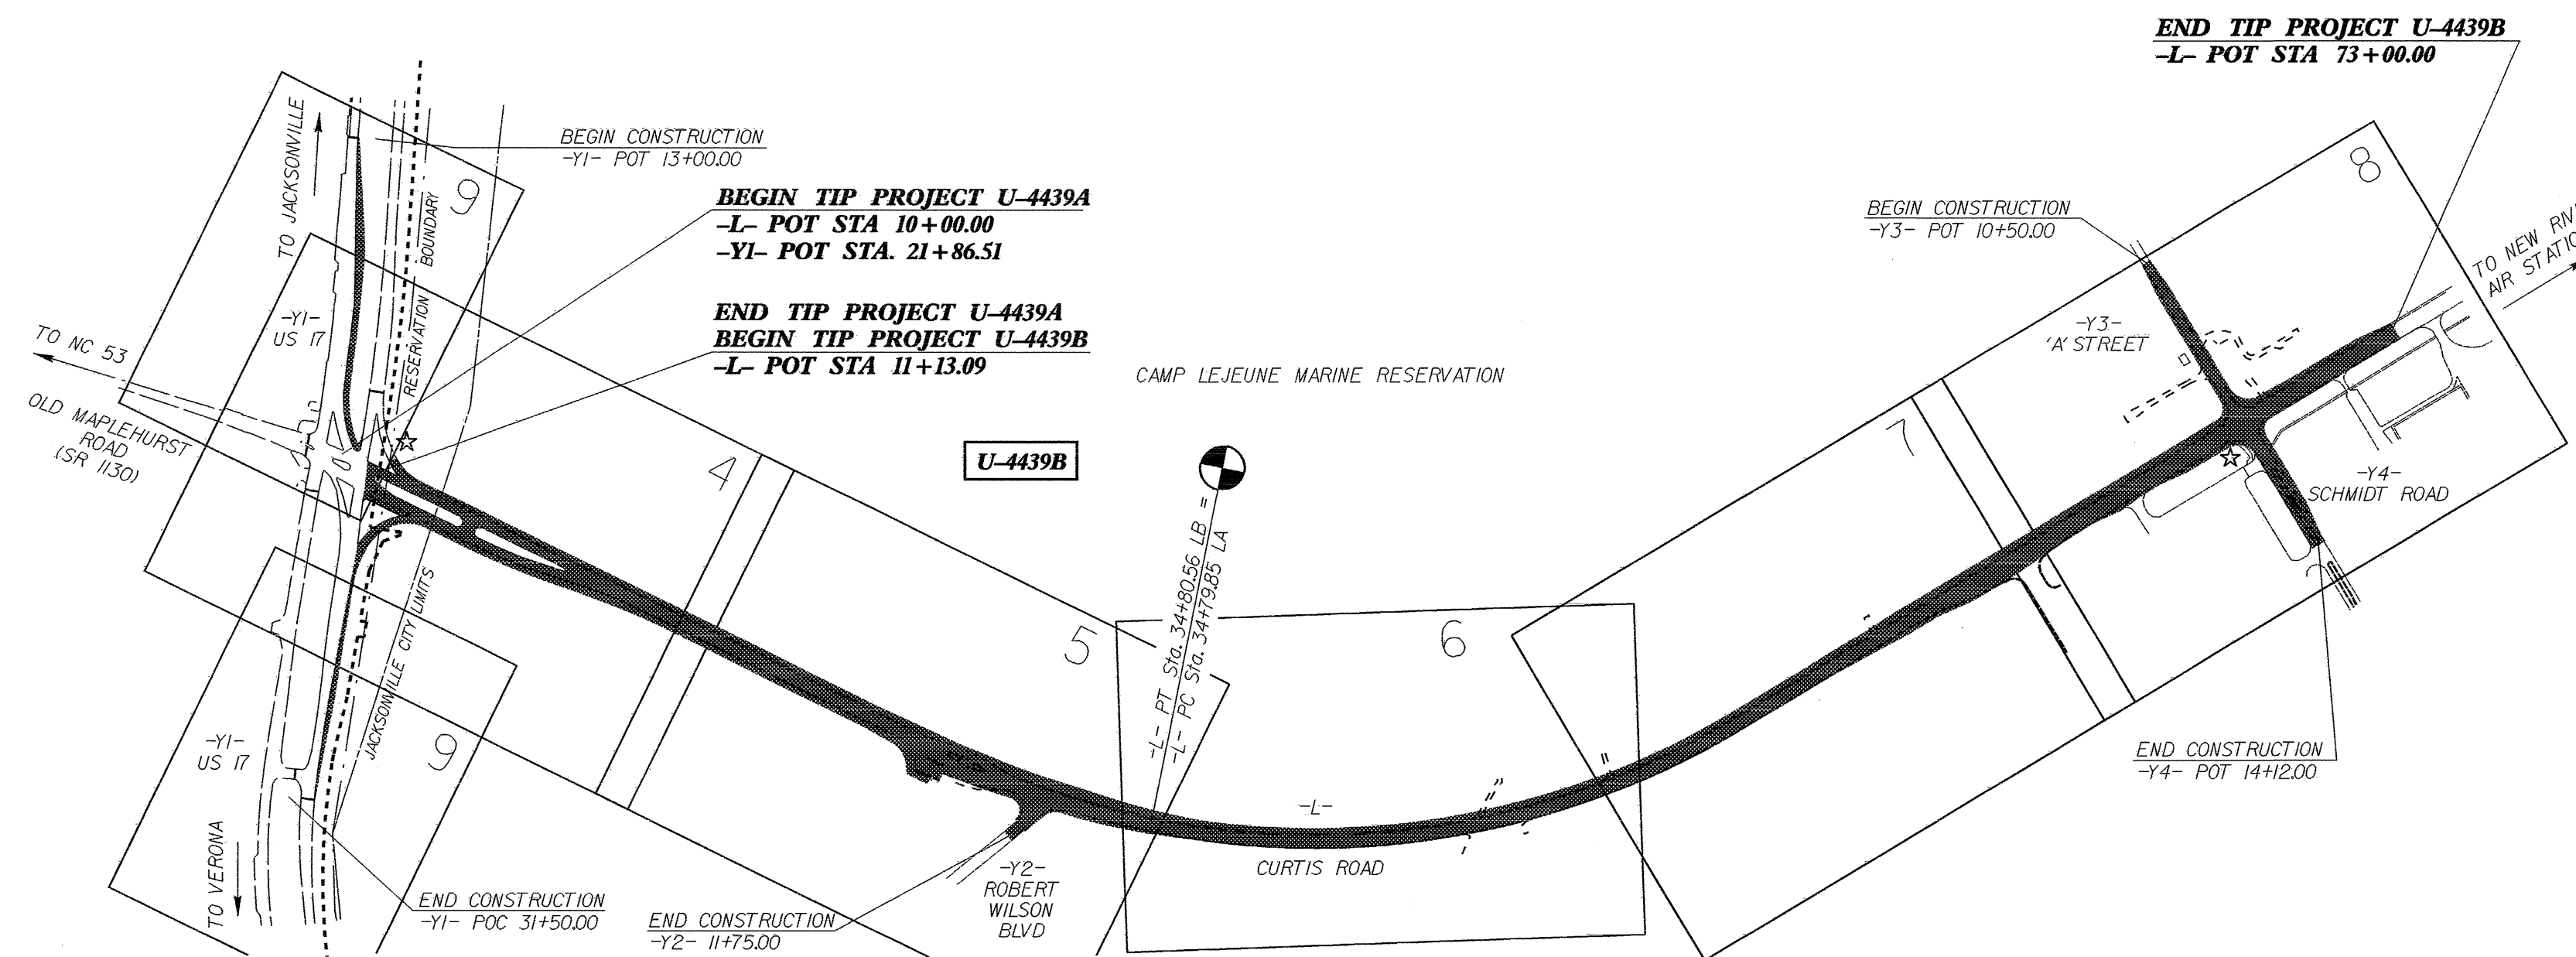 END TIP PROJECT U-4439B
-L- POT STA 73+00.00
BEGIN CONSTRUCTION
-Y1- POT 13+00.00
TO JACKSONVILLE
9
RESERVATION BOUNDARY
BEGIN TIP PROJECT U-4439A
-L- POT STA 10+00.00
-Y1- POT STA. 21+86.51
END TIP PROJECT U-4439A
BEGIN TIP PROJECT U-4439B
-L- POT STA 11+13.09
-Y1-
US 17
TO NC 53
OLD MAPLEHURST
ROAD
(SR 1130)
CAMP LEJEUNE MARINE RESERVATION
U-4439B
4
5
6
7
8
BEGIN CONSTRUCTION
-Y3- POT 10+50.00
-Y3-
'A' STREET
TO NEW
AIR
-Y4-
SCHMIDT ROAD
-L- PT Sta. 34+80.56 LB =
-L- PC Sta. 34+79.85 LA
JACKSONVILLE CITY LIMITS
-Y1-
US 17
9
TO VERONA
END CONSTRUCTION
-Y1- POC 31+50.00
END CONSTRUCTION
-Y2- 11+75.00
-Y2-
ROBERT
WILSON
BLVD
-L-
CURTIS ROAD
END CONSTRUCTION
-Y4- POT 14+12.00